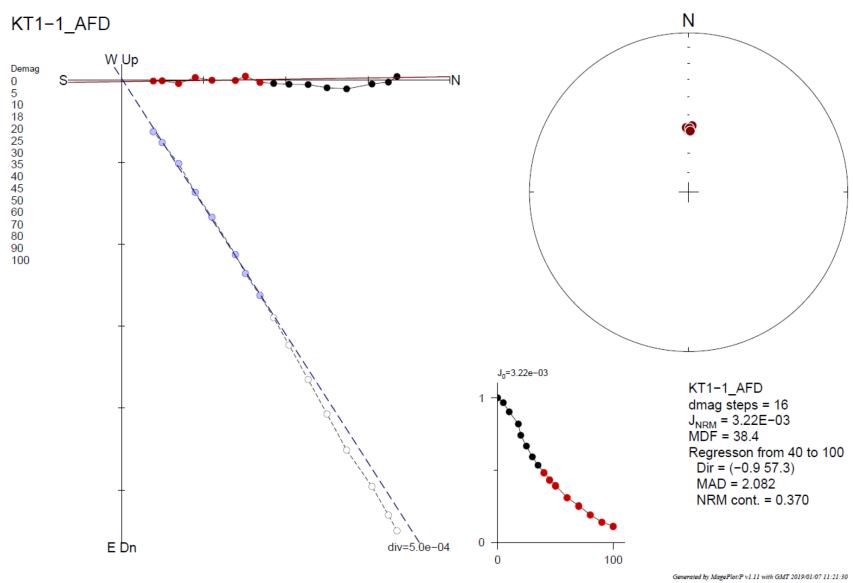 KT1−1_AFD
W Up
N
Demag
S
N
0
5
10
18
20
25
30
35
40
45
50
60
70
80
90
100
E Dn
div=5.0e−04
J0=3.22e−03
1
0
0
100
KT1−1_AFD
dmag steps = 16
JNRM = 3.22E−03
MDF = 38.4
Regresson from 40 to 100
Dir = (−0.9 57.3)
MAD = 2.082
NRM cont. = 0.370
Generated by MagePlot/P v1.11 with GMT 2019/01/07 11:21:30